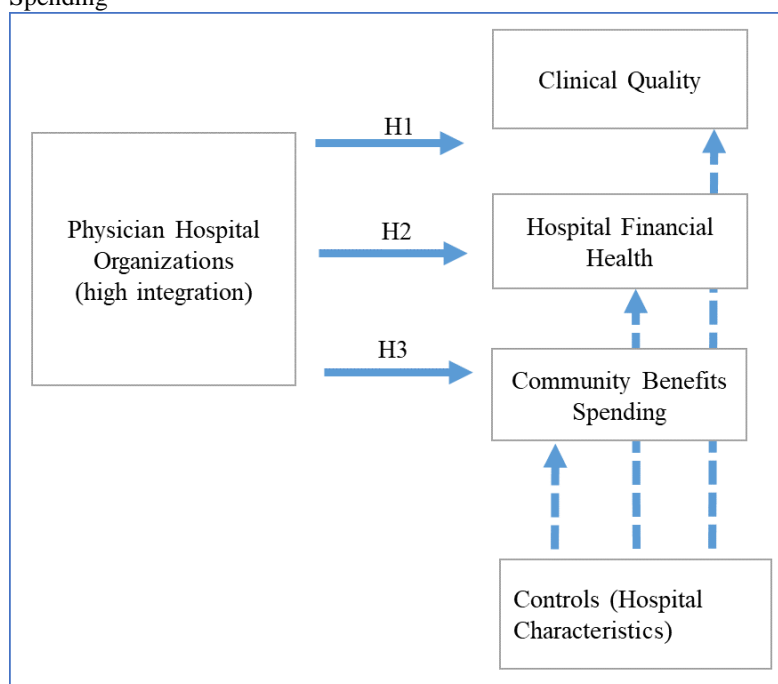 Spending
Clinical Quality
H1
Physician Hospital
Organizations
(high integration)
H2
Hospital Financial
Health
H3
Community Benefits
Spending
Controls (Hospital
Characteristics)